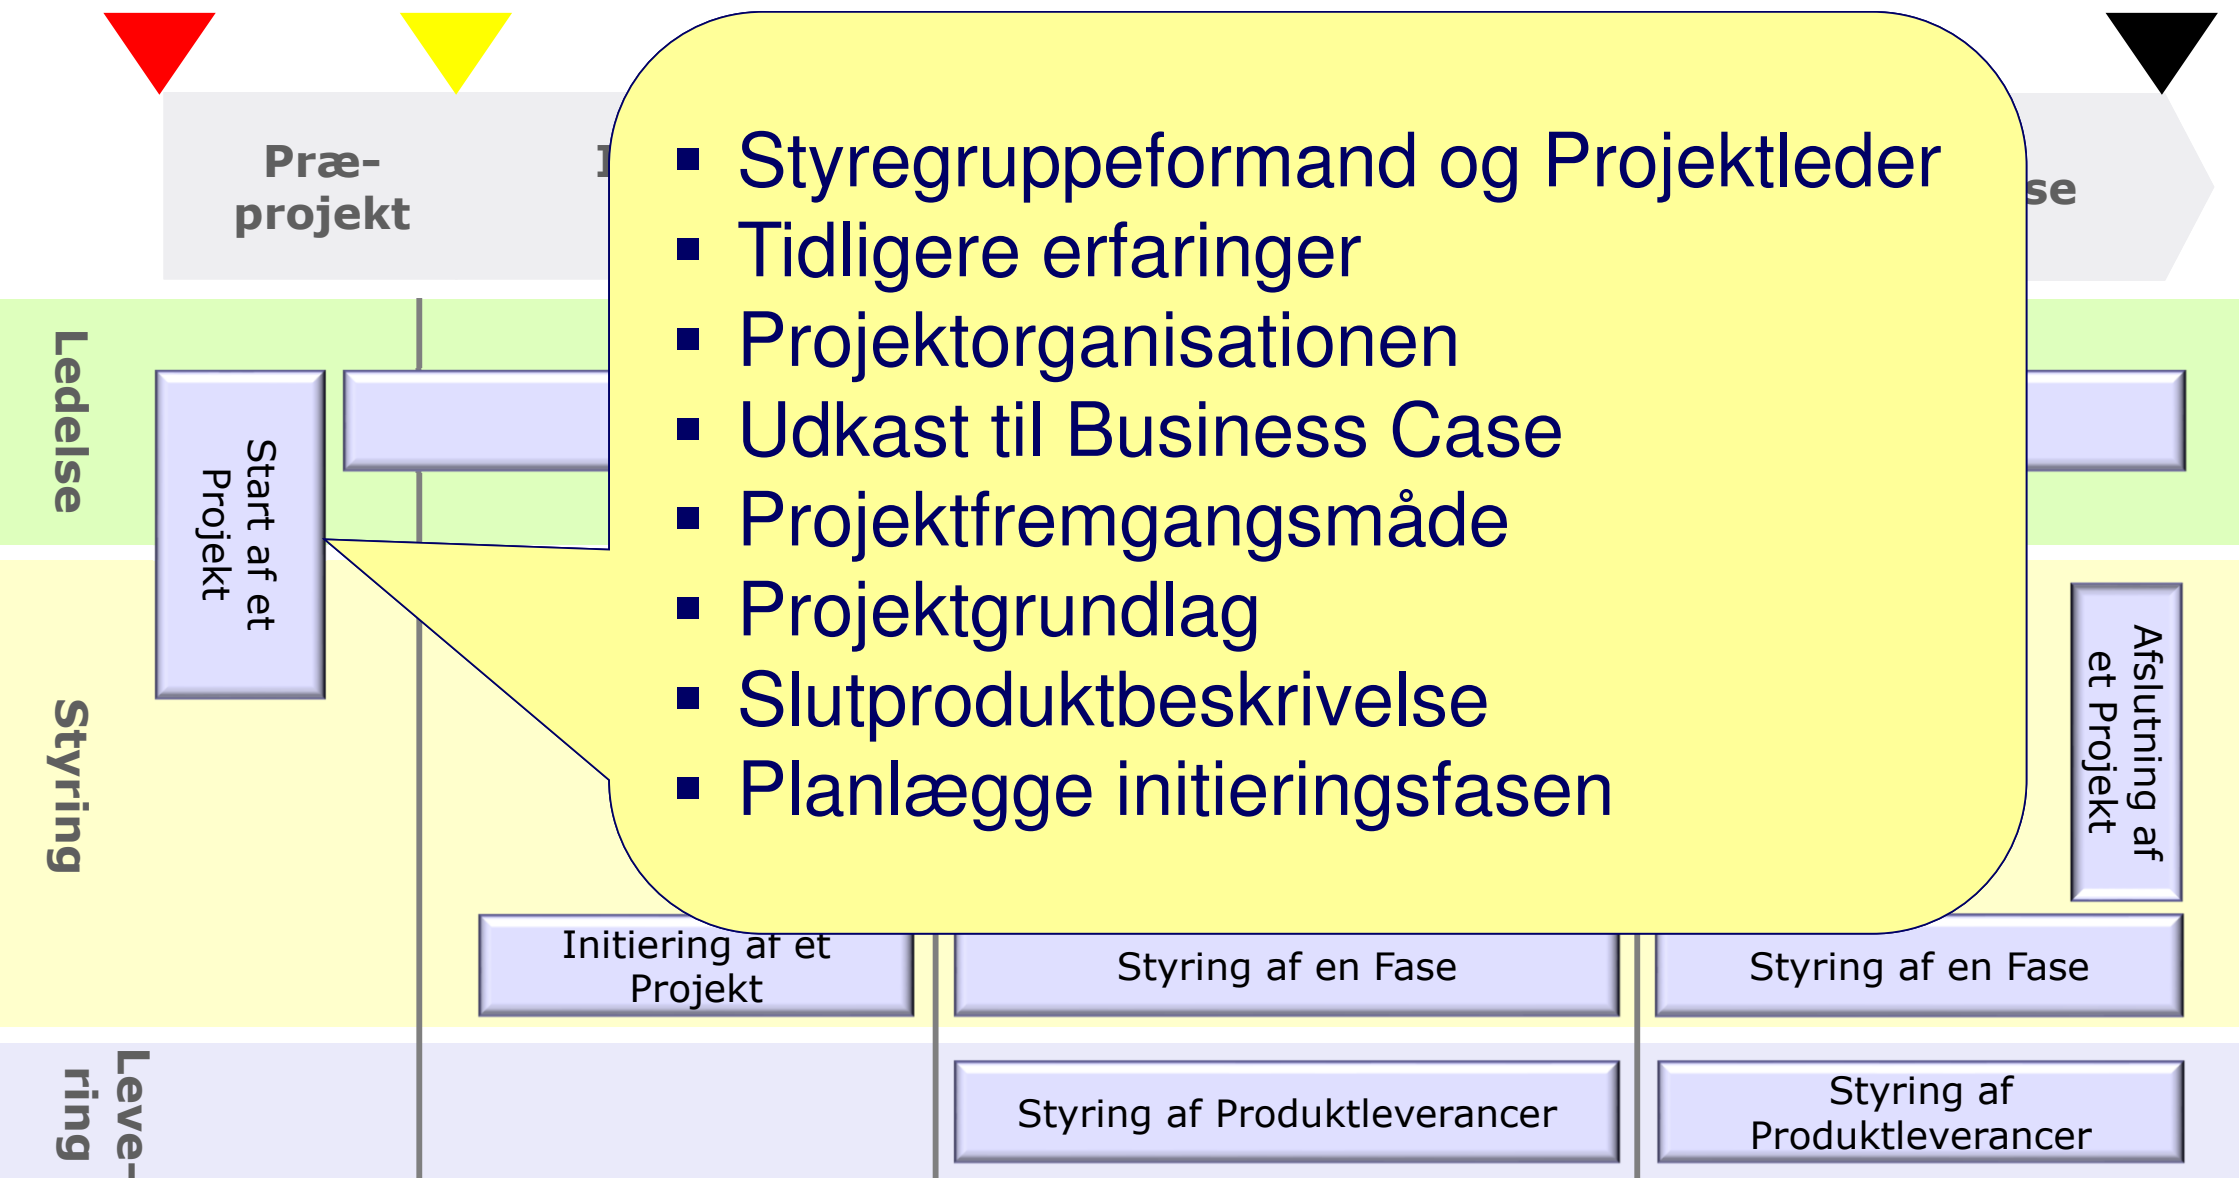 Præ-
projekt
Styregruppeformand og Projektleder
Tidligere erfaringer
Projektorganisationen
Udkast til Business Case
Projektfremgangsmåde
Projektgrundlag
Slutproduktbeskrivelse
Planlægge initieringsfasen
se
Ledelse
Start af et
Projekt
Styring
Afslutning af
et Projekt
Initiering af et
Projekt
Styring af en Fase
Styring af en Fase
Leve-
ring
Styring af Produktleverancer
Styring af
Produktleverancer